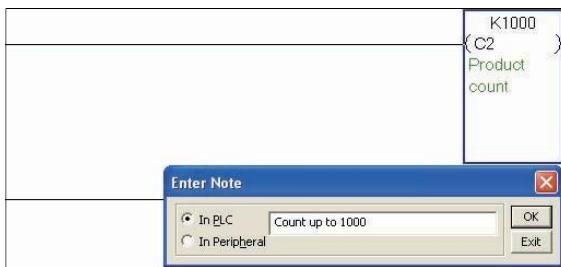 K1000
( C2 )
Product
count
Enter Note
In PLC
Count up to 1000
OK
In Peripheral
Exit